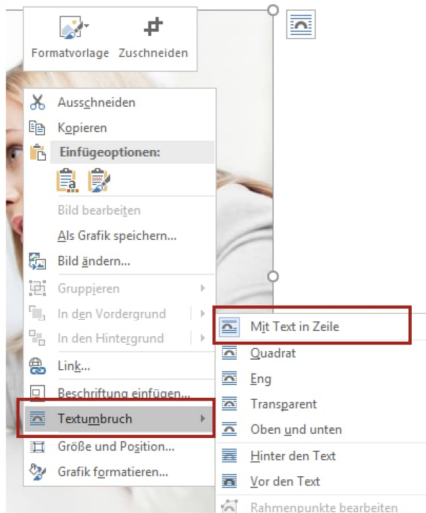 Formatvorlage Zuschneiden
Ausschneiden
Kopieren
Einfügeoptionen:
Bild bearbeiten
Als Grafik speichern...
Bild ändern...
Gruppieren
In den Vordergrund
In den Hintergrund
Link...
Beschriftung einfügen...
Textumbruch
Größe und Position...
Grafik formatieren...
Mit Text in Zeile
Quadrat
Eng
Transparent
Oben und unten
Hinter den Text
Vor den Text
Rahmenpunkte bearbeiten